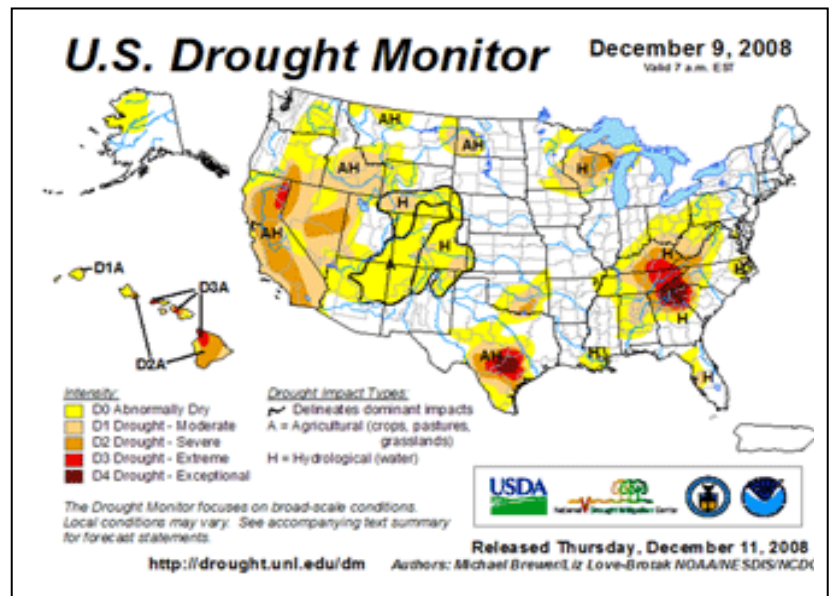 U.S. Drought Monitor
December 9, 2008
Valid 7 a.m. EST
AH
AH
AH
H
H
AH
H
A
H
H
H
H
D1A
D3A
D2A
AH
H
H
Intensity:
D0 Abnormally Dry
D1 Drought - Moderate
D2 Drought - Severe
D3 Drought - Extreme
D4 Drought - Exceptional
Drought Impact Types:
Delineates dominant impacts
A = Agricultural (crops, pastures,
grasslands)
H = Hydrological (water)
The Drought Monitor focuses on broad-scale conditions.
Local conditions may vary. See accompanying text summary
for forecast statements.
USDA
National Drought Mitigation Center
Released Thursday, December 11, 2008
http://drought.unl.edu/dm
Authors: Michael Brewer/Liz Love-Brotak NOAA/NESDIS/NCDC